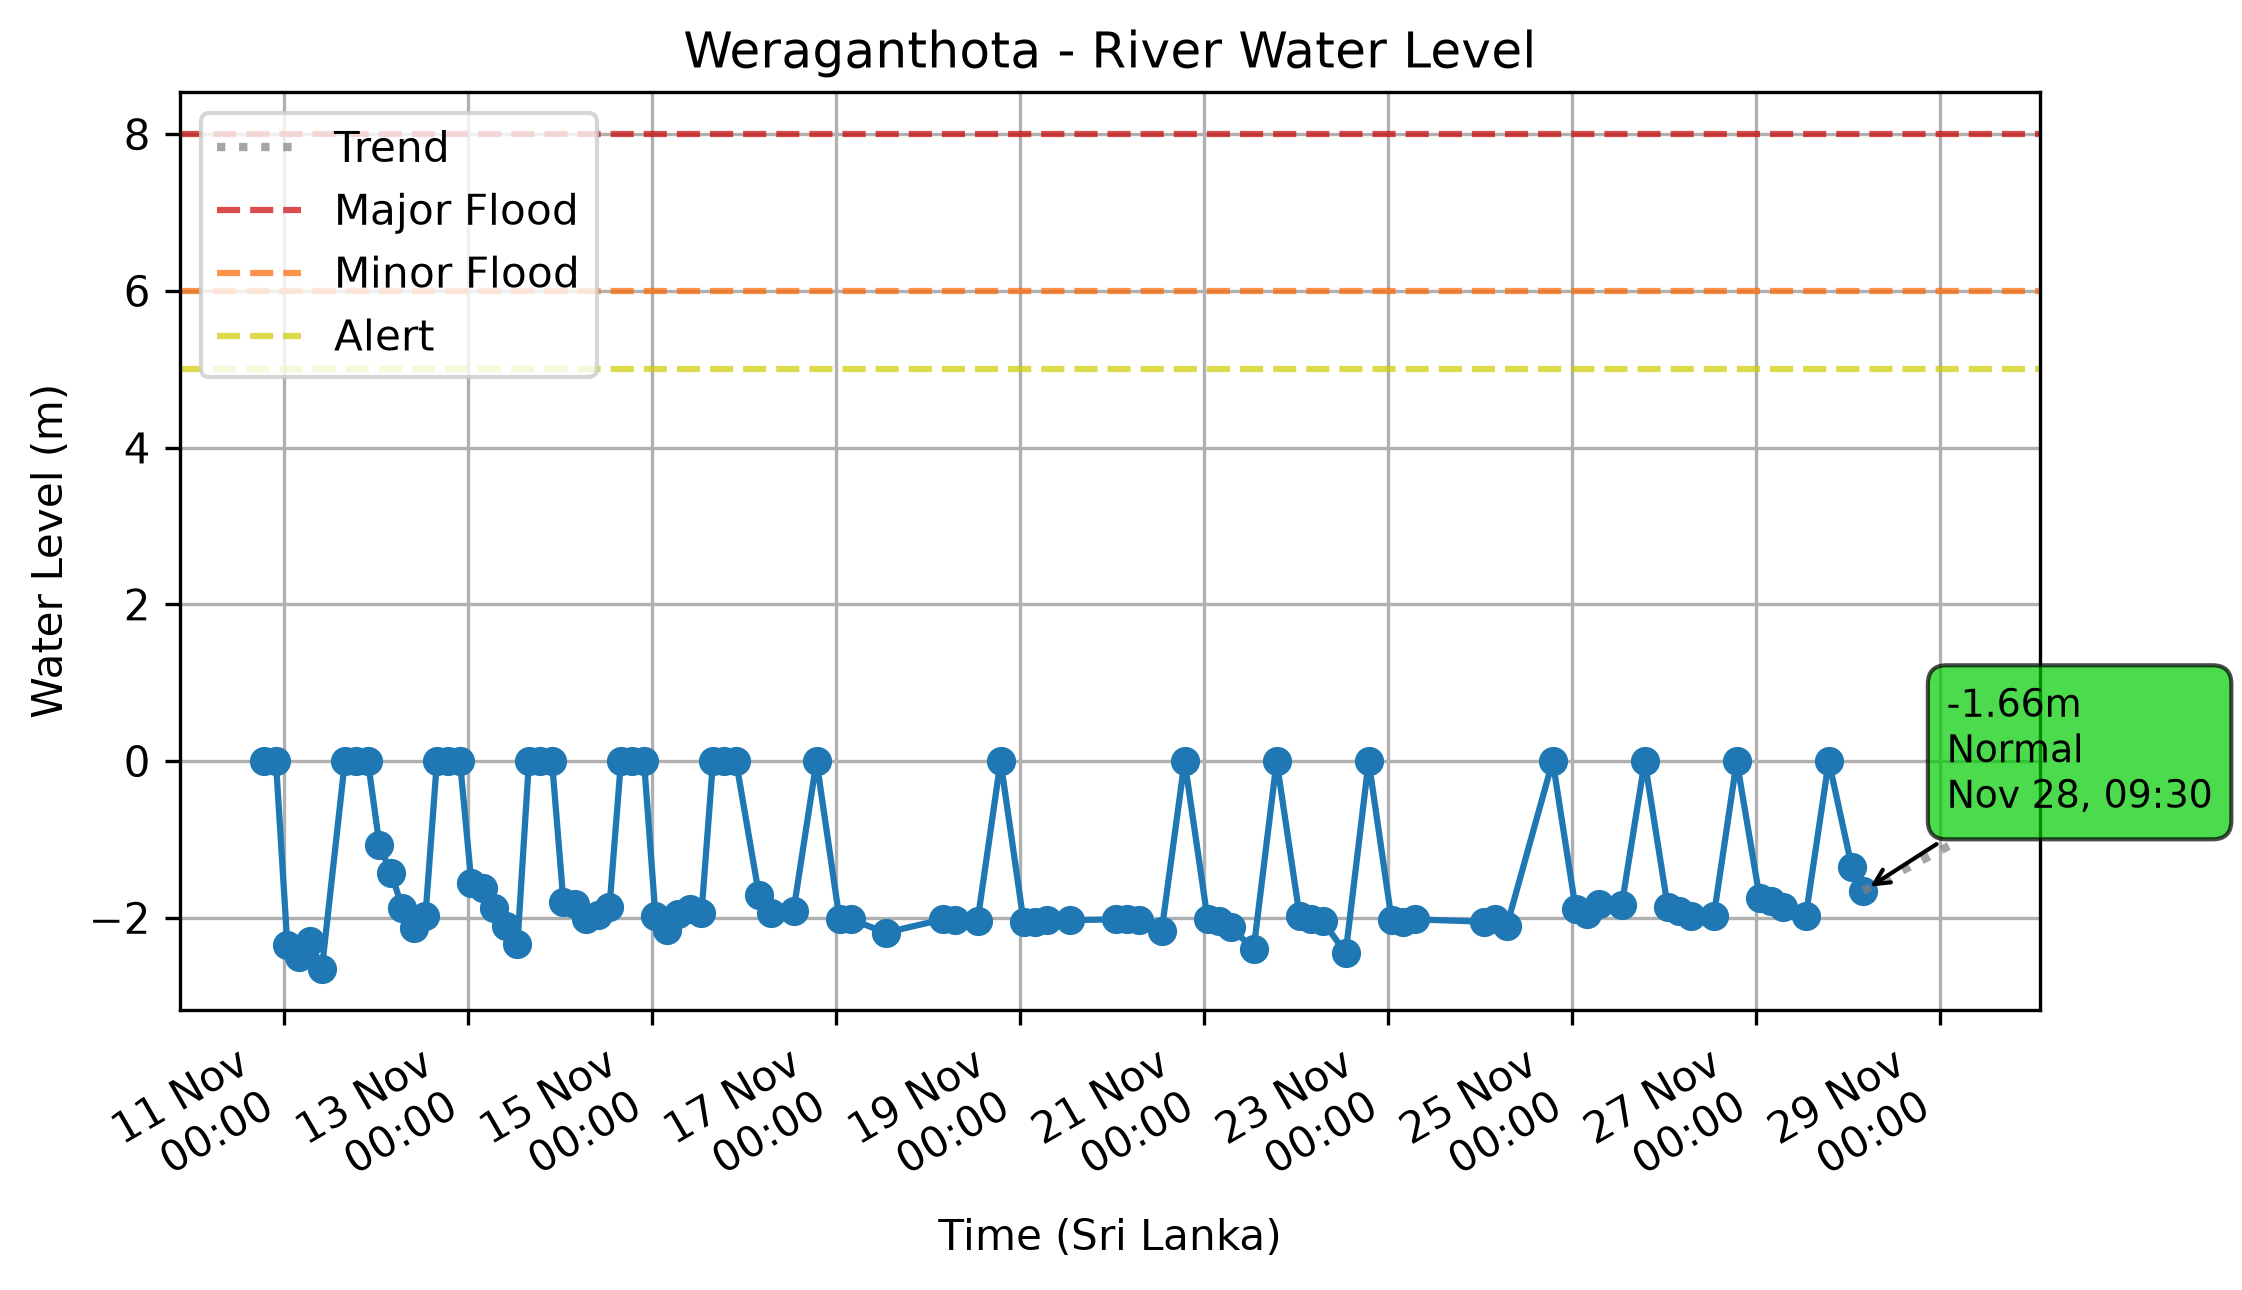 Weraganthota - River Water Level
Trend
Major Flood
Minor Flood
Alert
Water Level (m)
8
6
4
2
0
−2
-1.66m
Normal
Nov 28, 09:30
11 Nov
00:00
13 Nov
00:00
15 Nov
00:00
17 Nov
00:00
19 Nov
00:00
21 Nov
00:00
23 Nov
00:00
25 Nov
00:00
27 Nov
00:00
29 Nov
00:00
Time (Sri Lanka)